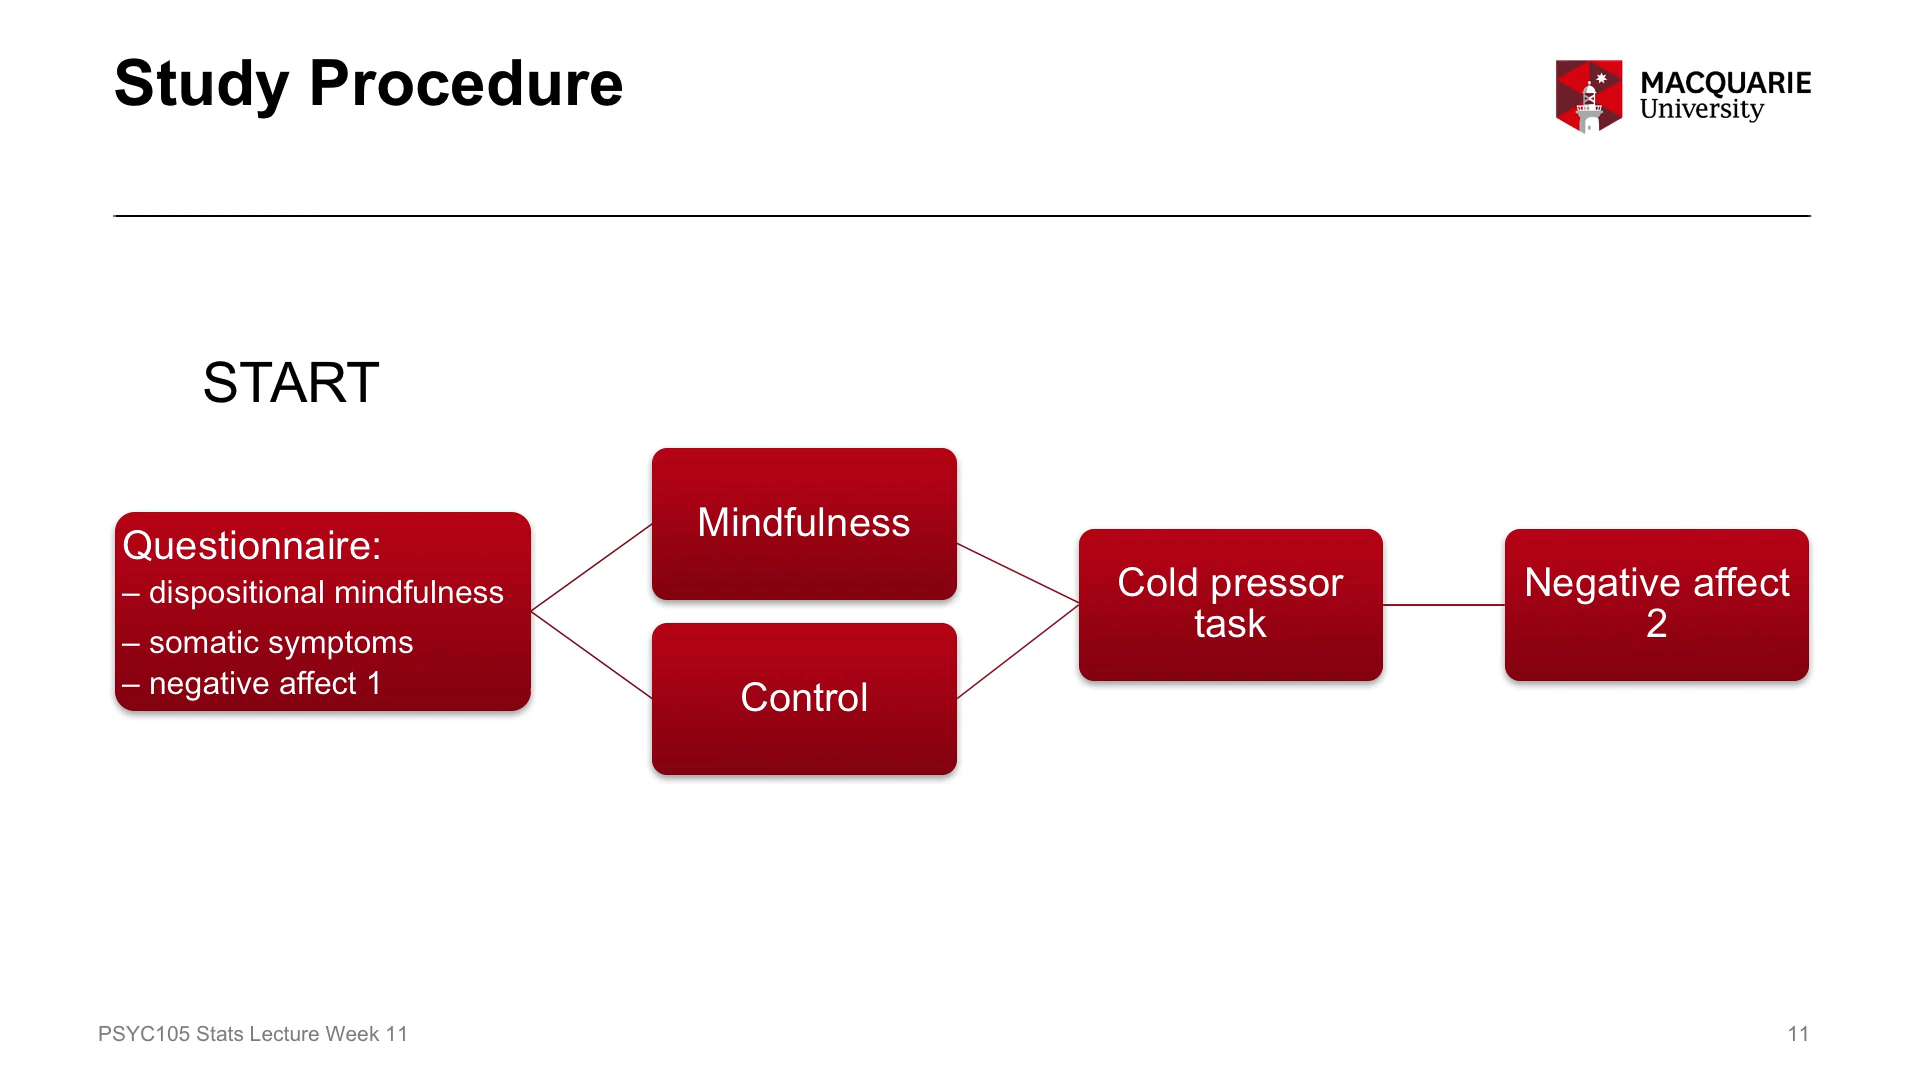 Study Procedure
MACQUARIE
University
START
Questionnaire:
– dispositional mindfulness
– somatic symptoms
– negative affect 1
Mindfulness
Control
Cold pressor
task
Negative affect
2
PSYC105 Stats Lecture Week 11
11